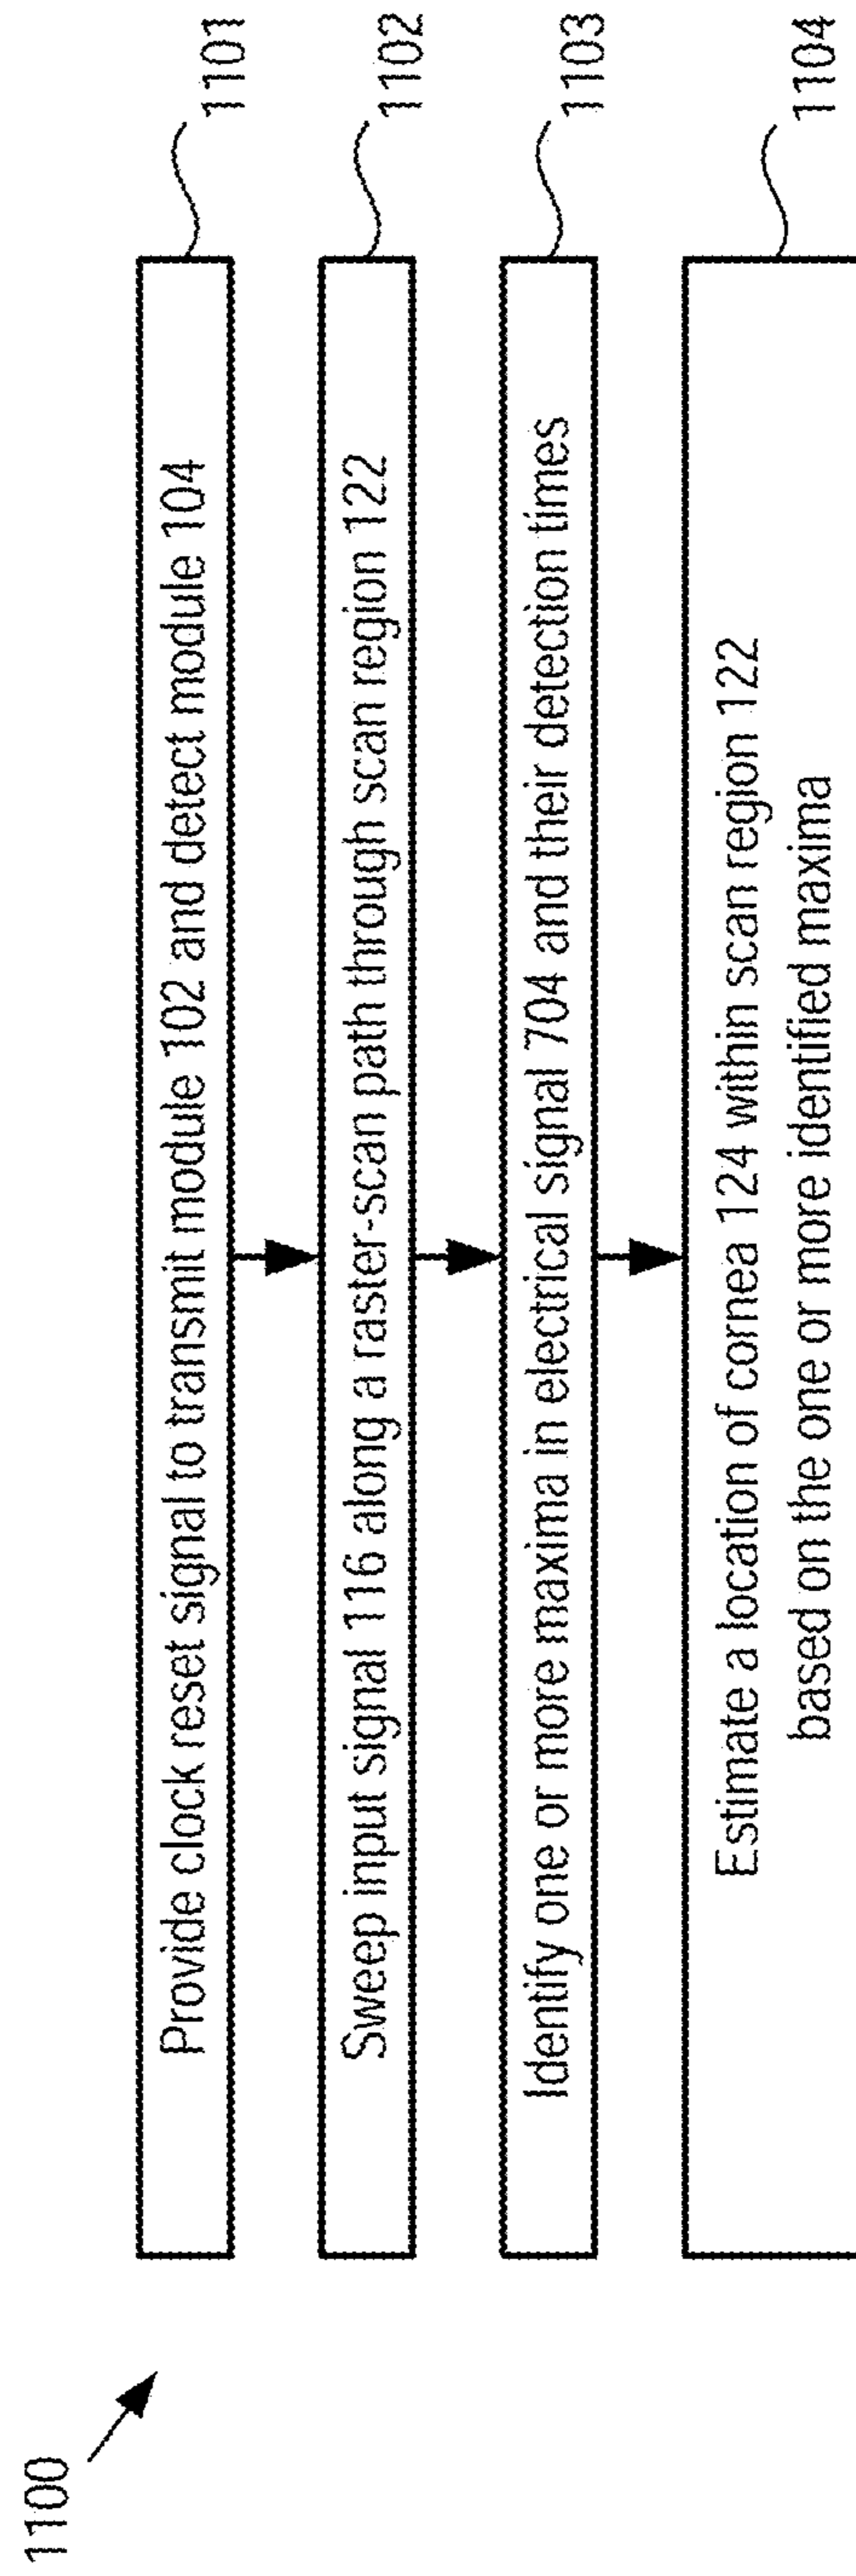 1100
Provide clock reset signal to transmit module 102 and detect module 104
1101
Sweep input signal 116 along a raster-scan path through scan region 122
1102
Identify one or more maxima in electrical signal 704 and their detection times
1103
Estimate a location of cornea 124 within scan region 122
based on the one or more identified maxima
1104